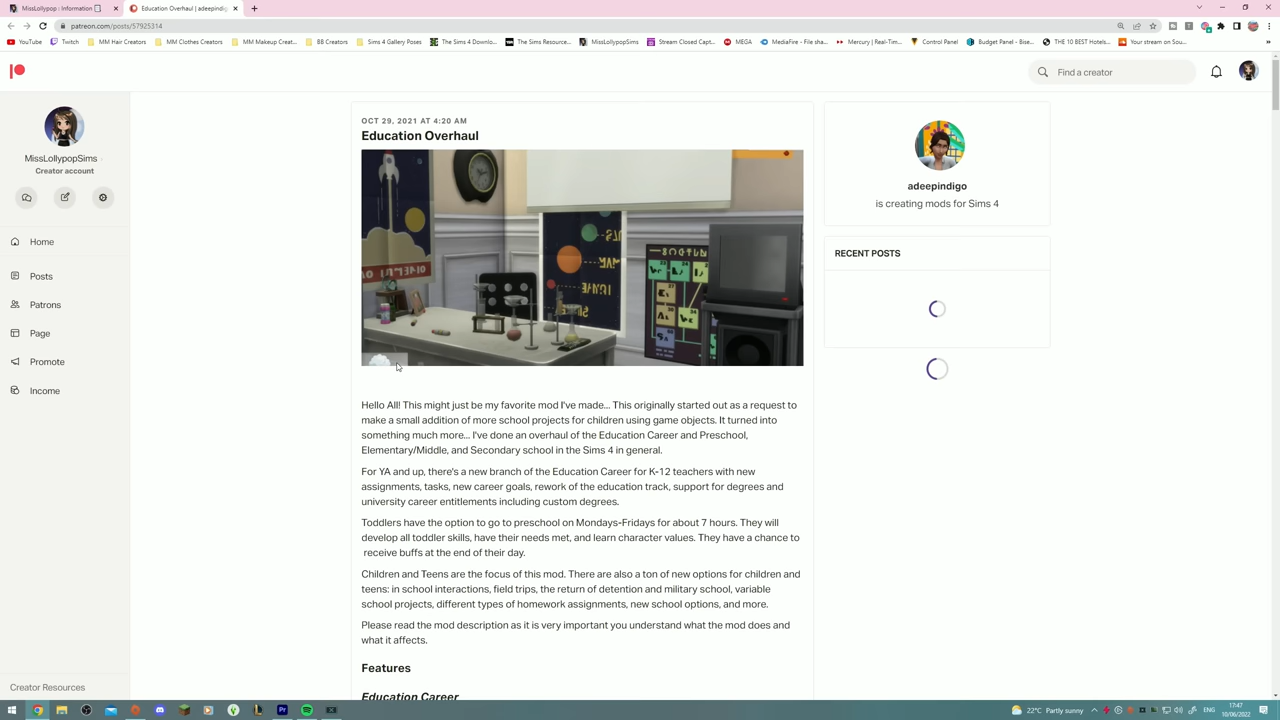 MissLollypop : Information
Education Overhaul | adeepindig
patreon.com/posts/57925314
YouTube
Twitch
MM Hair Creators
MM Clothes Creators
MM Makeup Creat...
BB Creators
Sims 4 Gallery Poses
The Sims 4 Downlo...
The Sims Resource...
MissLollypopSims
Stream Closed Capt...
MEGA
MediaFire - File sha...
Mercury | Real-Tim...
Control Panel
Budget Panel - Bise...
THE 10 BEST Hotels...
Your stream on Sou...
Find a creator
MissLollypopSims
Creator account
Home
Posts
Patrons
Page
Promote
Income
Creator Resources
OCT 29, 2021 AT 4:20 AM
Education Overhaul
Hello All! This might just be my favorite mod I've made... This originally started out as a request to
make a small addition of more school projects for children using game objects. It turned into
something much more... I've done an overhaul of the Education Career and Preschool,
Elementary/Middle, and Secondary school in the Sims 4 in general.
For YA and up, there's a new branch of the Education Career for K-12 teachers with new
assignments, tasks, new career goals, rework of the education track, support for degrees and
university career entitlements including custom degrees.
Toddlers have the option to go to preschool on Mondays-Fridays for about 7 hours. They will
develop all toddler skills, have their needs met, and learn character values. They have a chance to
receive buffs at the end of their day.
Children and Teens are the focus of this mod. There are also a ton of new options for children and
teens: in school interactions, field trips, the return of detention and military school, variable
school projects, different types of homework assignments, new school options, and more.
Please read the mod description as it is very important you understand what the mod does and
what it affects.
Features
Education Career
adeepindigo
is creating mods for Sims 4
RECENT POSTS
22°C Partly sunny
ENG
17:47
10/06/2022